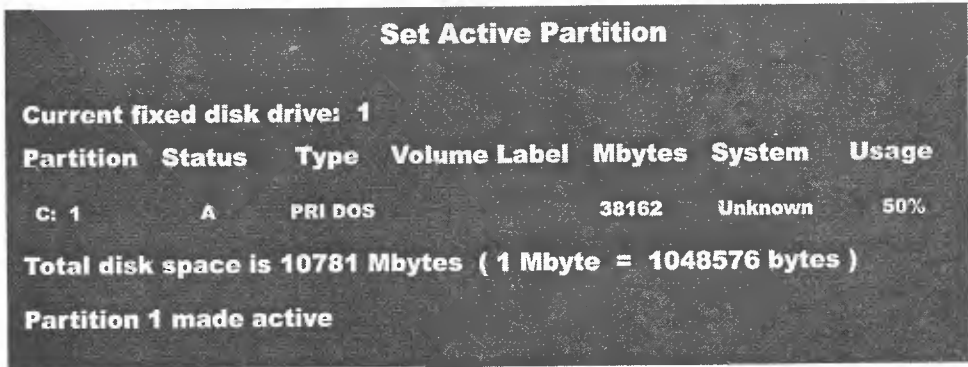 Set Active Partition
Current fixed disk drive: 1
Partition Status Type Volume Label Mbytes System Usage
C: 1 A PRI DOS 38162 Unknown 50%
Total disk space is 10781 Mbytes ( 1 Mbyte = 1048576 bytes )
Partition 1 made active